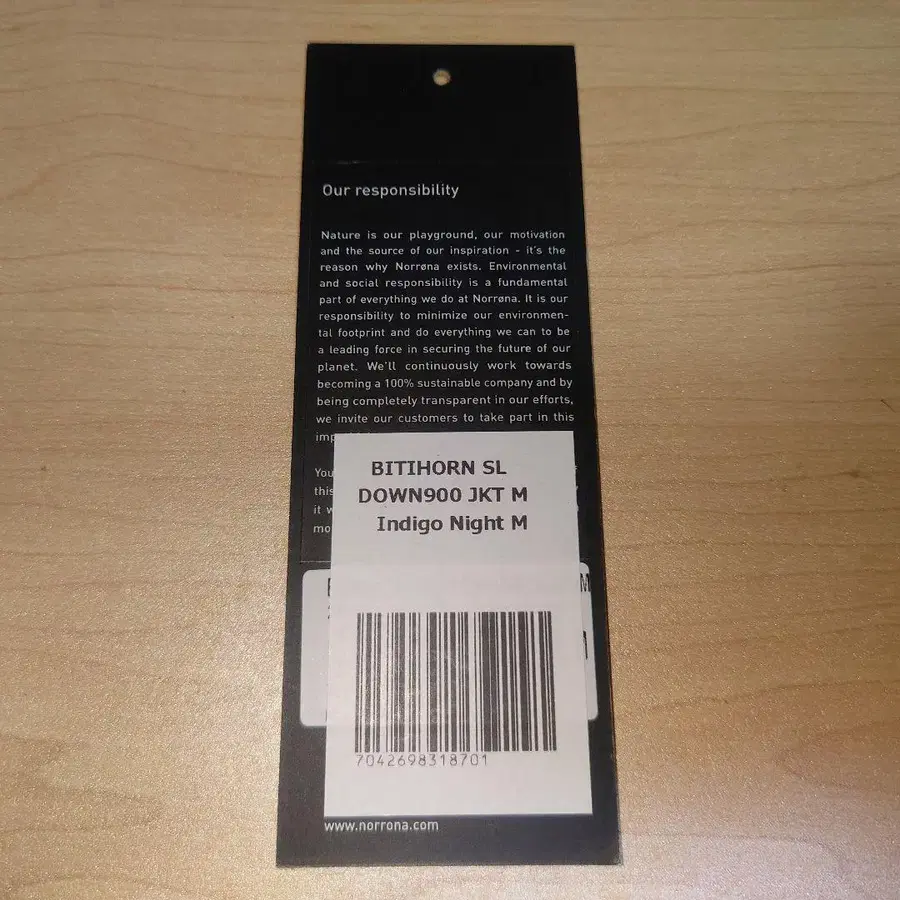 Our responsibility
Nature is our playground, our motivation
and the source of our inspiration - it's the
reason why Norrøna exists. Environmental
and social responsibility is a fundamental
part of everything we do at Norrøna. It is our
responsibility to minimize our environmen-
tal footprint and do everything we can to be
a leading force in securing the future of our
planet. We'll continuously work towards
becoming a 100% sustainable company and by
being completely transparent in our efforts,
we invite our customers to take part in this
BITIHORN SL
DOWN900 JKT M
Indigo Night M
7042698318701
www.norrona.com